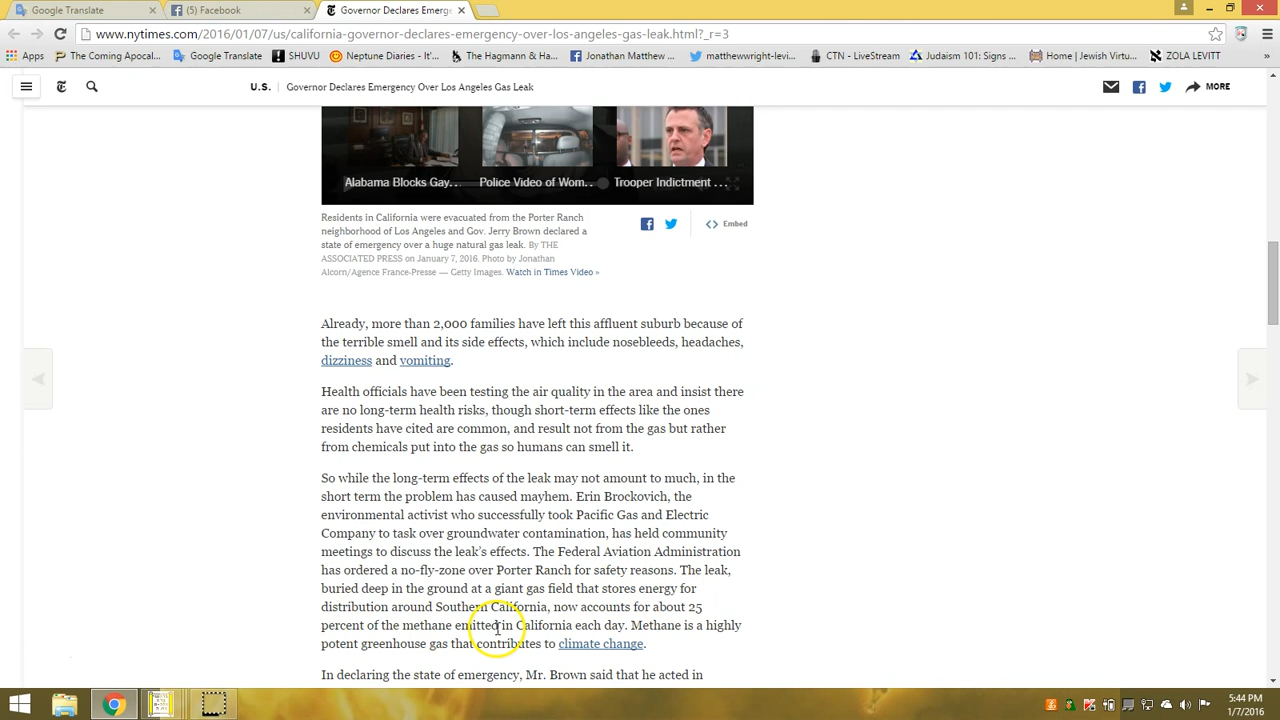 Google Translate
Facebook
Governor Declares Emerg
www.nytimes.com/2016/01/07/us/california-governor-declares-emergency-over-los-angeles-gas-leak.html?_r=3
Apps
The Coming Apocal...
Google Translate
SHUVU
Neptune Diaries - It'...
The Hagmann & Ha...
Jonathan Matthew ...
matthewwright-levi...
CTN - LiveStream
Judaism 101: Signs ...
Home | Jewish Virtu...
ZOLA LEVITT
»
U.S.
Governor Declares Emergency Over Los Angeles Gas Leak
MORE
Alabama Blocks Gay...
Police Video of Wom...
Trooper Indictment ...
Residents in California were evacuated from the Porter Ranch
neighborhood of Los Angeles and Gov. Jerry Brown declared a
state of emergency over a huge natural gas leak. By THE
ASSOCIATED PRESS on January 7, 2016. Photo by Jonathan
Alcorn/Agence France-Presse — Getty Images. Watch in Times Video »
Embed
Already, more than 2,000 families have left this affluent suburb because of
the terrible smell and its side effects, which include nosebleeds, headaches,
dizziness and vomiting.
Health officials have been testing the air quality in the area and insist there
are no long-term health risks, though short-term effects like the ones
residents have cited are common, and result not from the gas but rather
from chemicals put into the gas so humans can smell it.
So while the long-term effects of the leak may not amount to much, in the
short term the problem has caused mayhem. Erin Brockovich, the
environmental activist who successfully took Pacific Gas and Electric
Company to task over groundwater contamination, has held community
meetings to discuss the leak's effects. The Federal Aviation Administration
has ordered a no-fly-zone over Porter Ranch for safety reasons. The leak,
buried deep in the ground at a giant gas field that stores energy for
distribution around Southern California, now accounts for about 25
percent of the methane emitted in California each day. Methane is a highly
potent greenhouse gas that contributes to climate change.
In declaring the state of emergency, Mr. Brown said that he acted in
5:44 PM
1/7/2016